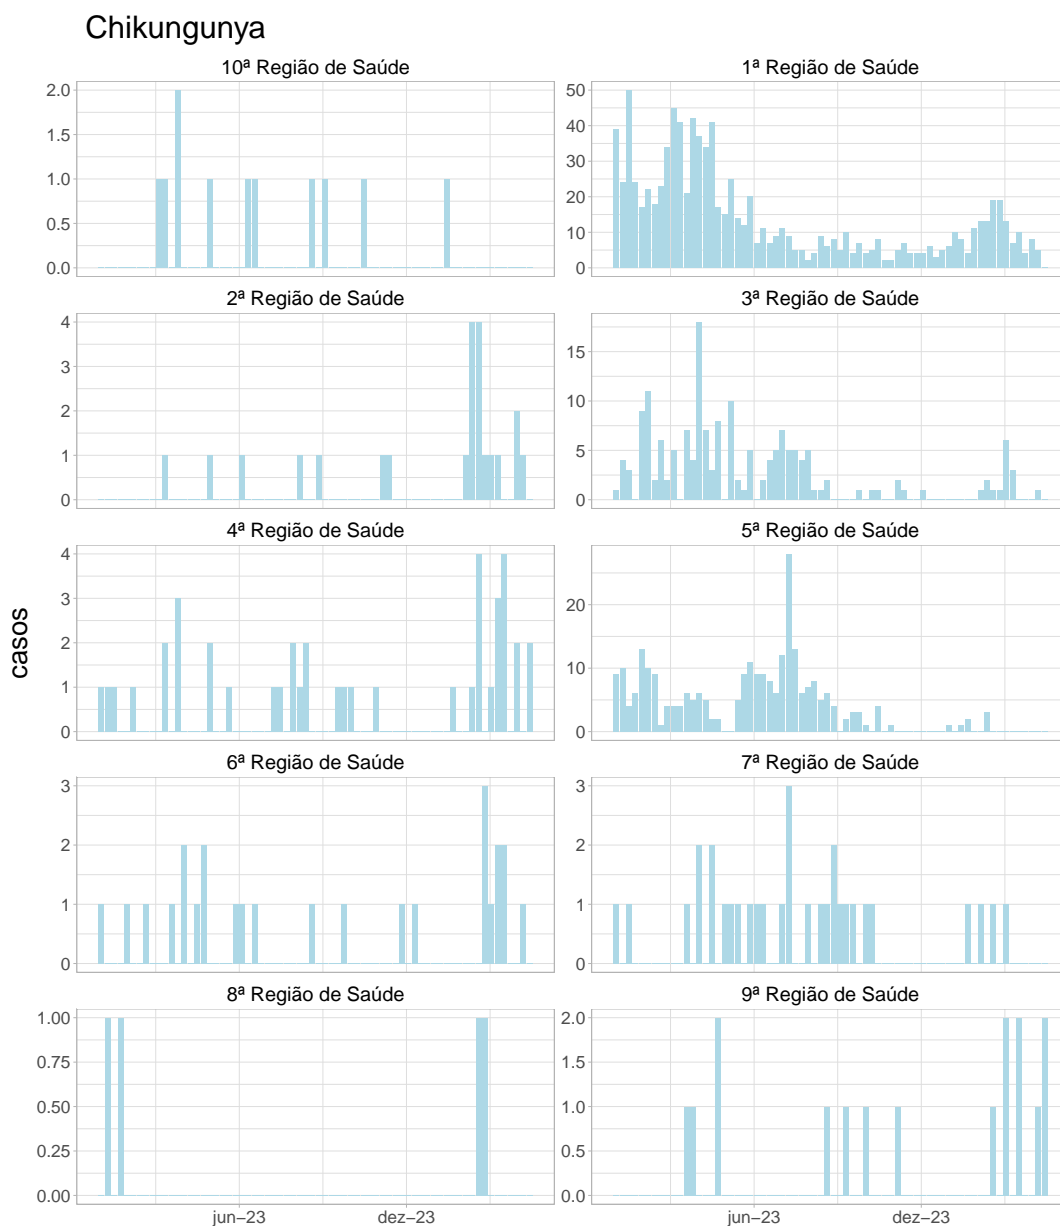 Chikungunya
10ª Região de Saúde
1ª Região de Saúde
2.0
1.5
1.0
0.5
0.0
50
40
30
20
10
0
2ª Região de Saúde
3ª Região de Saúde
4
3
2
1
0
15
10
5
0
4ª Região de Saúde
5ª Região de Saúde
4
3
2
1
0
20
10
0
casos
6ª Região de Saúde
7ª Região de Saúde
3
2
1
0
3
2
1
0
8ª Região de Saúde
9ª Região de Saúde
1.00
0.75
0.50
0.25
0.00
2.0
1.5
1.0
0.5
0.0
jun−23
dez−23
jun−23
dez−23